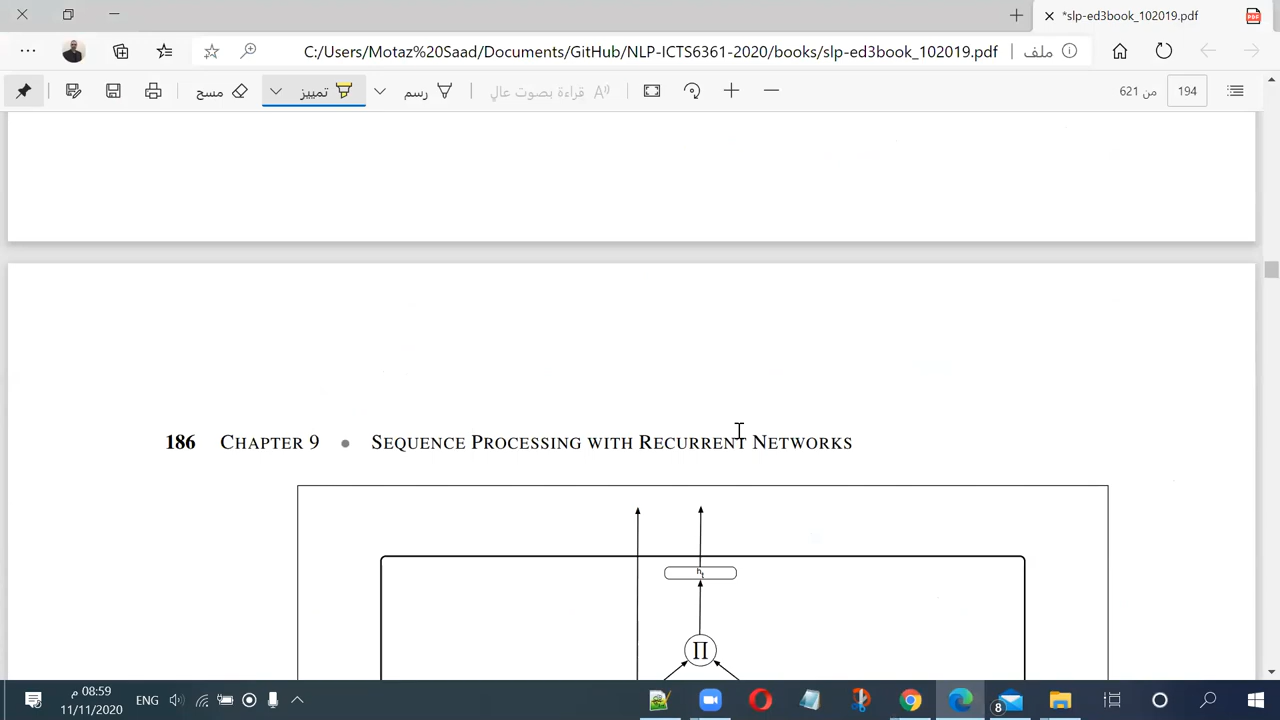 *slp-ed3book_102019.pdf
ملف C:/Users/Motaz%20Saad/Documents/GitHub/NLP-ICTS6361-2020/books/slp-ed3book_102019.pdf
194 من 621 قراءة بصوت عالٍ رسم تمييز مسح
186 CHAPTER 9 • SEQUENCE PROCESSING WITH RECURRENT NETWORKS
ht
∏
8
ENG
08:59 م
11/11/2020